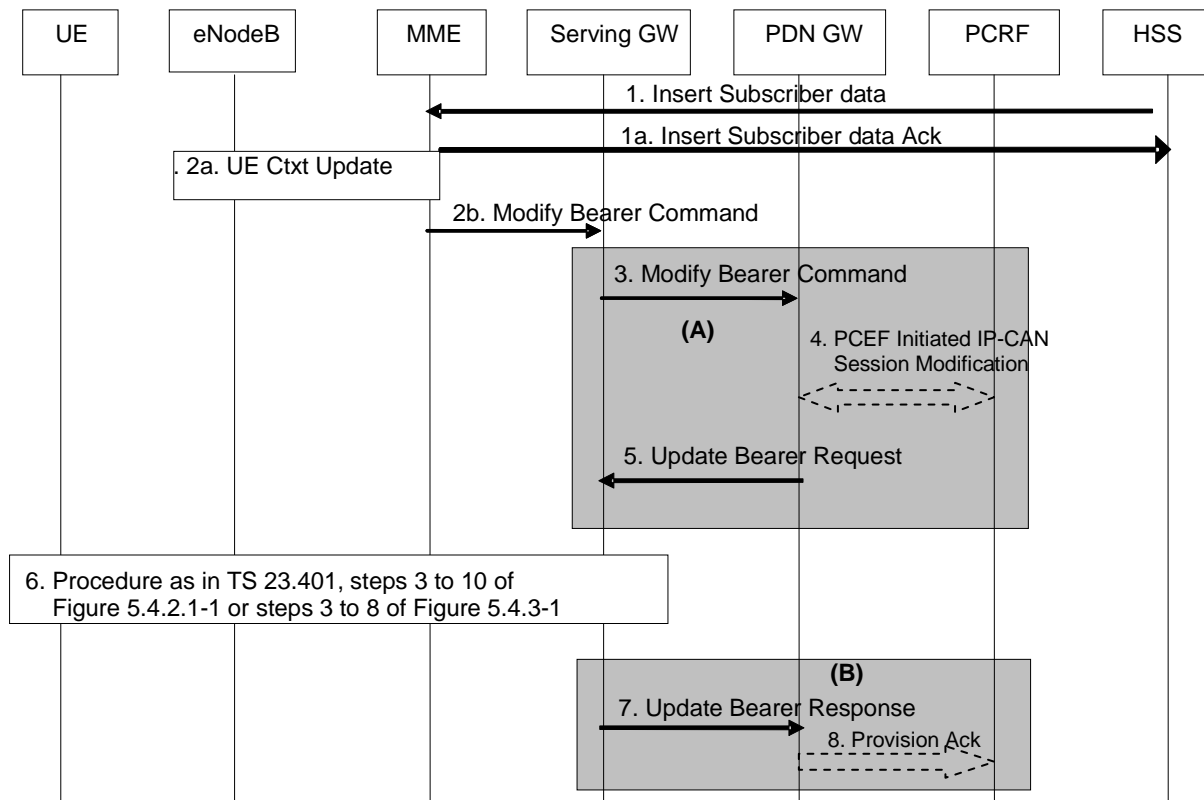 UE eNodeB MME Serving GW PDN GW PCRF HSS
1. Insert Subscriber data
1a. Insert Subscriber data Ack
. 2a. UE Ctxt Update
2b. Modify Bearer Command
3. Modify Bearer Command
(A)
4. PCEF Initiated IP-CAN
Session Modification
5. Update Bearer Request
6. Procedure as in TS 23.401, steps 3 to 10 of
Figure 5.4.2.1-1 or steps 3 to 8 of Figure 5.4.3-1
(B)
7. Update Bearer Response
8. Provision Ack